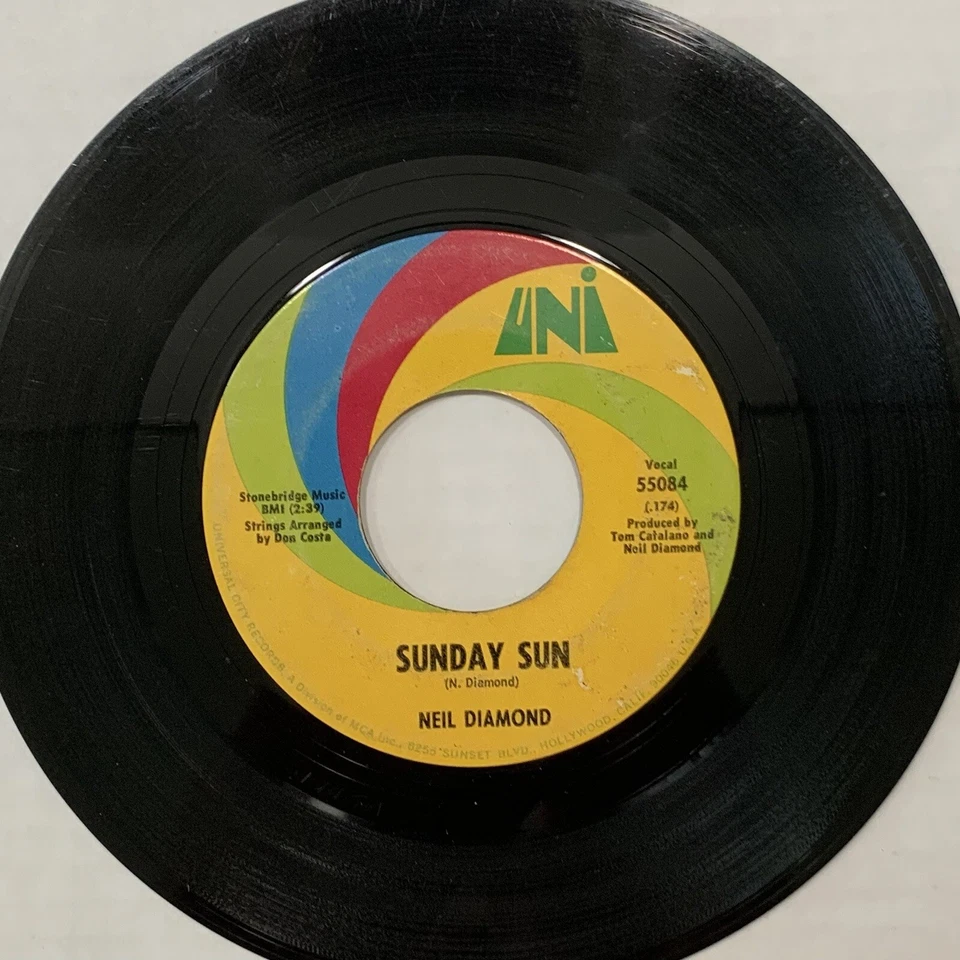 UNi
Stonebridge Music
BMI (2:39)
Strings Arranged
by Don Costa
Vocal
55084
(.174)
Produced by
Tom Catalano and
Neil Diamond
SUNDAY SUN
(N. Diamond)
NEIL DIAMOND
UNIVERSAL CITY RECORDS, A Division of MCA Inc., 8255 SUNSET BLVD., HOLLYWOOD, CALIF. 90046 U.S.A.